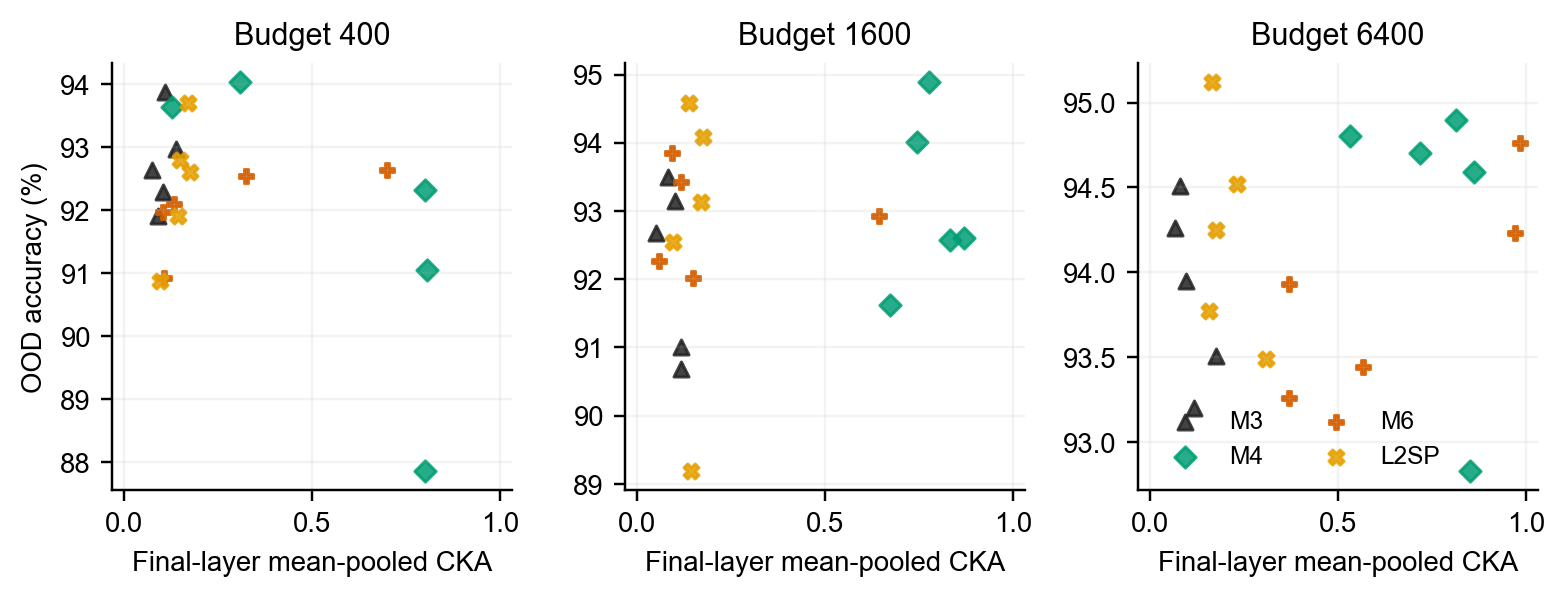 Budget 400
Budget 1600
Budget 6400
OOD accuracy (%)
94
93
92
91
90
89
88
0.0
0.5
1.0
Final-layer mean-pooled CKA
95
94
93
92
91
90
89
0.0
0.5
1.0
Final-layer mean-pooled CKA
95.0
94.5
94.0
93.5
93.0
M3
M4
M6
L2SP
0.0
0.5
1.0
Final-layer mean-pooled CKA